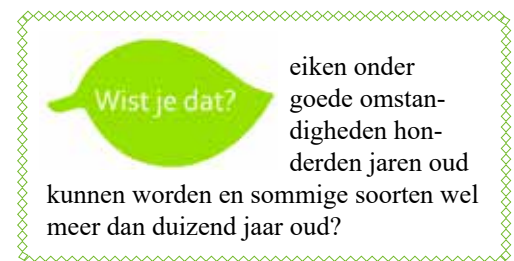 Wist je dat?
eiken onder
goede omstan-
digheden hon-
derden jaren oud
kunnen worden en sommige soorten wel
meer dan duizend jaar oud?